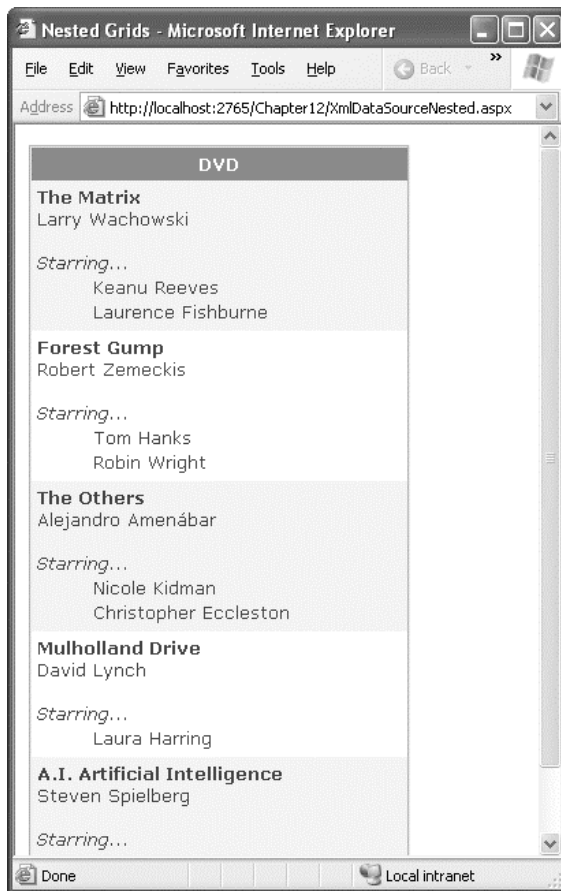 Nested Grids - Microsoft Internet Explorer
File Edit View Favorites Tools Help Back »
Address http://localhost:2765/Chapter12/XmlDataSourceNested.aspx
DVD
The Matrix
Larry Wachowski
Starring...
Keanu Reeves
Laurence Fishburne
Forest Gump
Robert Zemeckis
Starring...
Tom Hanks
Robin Wright
The Others
Alejandro Amenábar
Starring...
Nicole Kidman
Christopher Eccleston
Mulholland Drive
David Lynch
Starring...
Laura Harring
A.I. Artificial Intelligence
Steven Spielberg
Starring...
Done Local intranet